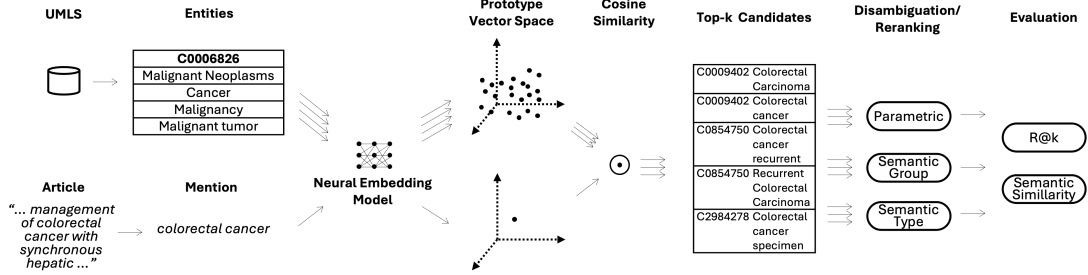 UMLS
Entities
Prototype
Vector Space
Cosine
Similarity
Top-k Candidates
Disambiguation/
Reranking
Evaluation
C0006826
Malignant Neoplasms
Cancer
Malignancy
Malignant tumor
Neural Embedding
Model
Article
“... management
of colorectal
cancer with
synchronous
hepatic ...”
Mention
colorectal cancer
C0009402 Colorectal
Carcinoma
C0009402 Colorectal
cancer
C0854750 Colorectal
cancer
recurrent
C0854750 Recurrent
Colorectal
Carcinoma
C2984278 Colorectal
cancer
specimen
Parametric
Semantic
Group
Semantic
Type
R@k
Semantic
Simillarity